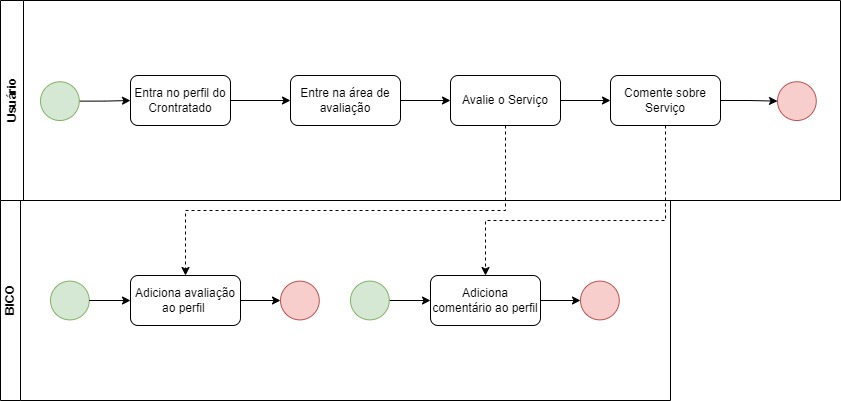 Usuário
Entra no perfil do
Crontratado
Entre na área de
avaliação
Avalie o Serviço
Comente sobre
Serviço
BICO
Adiciona avaliação
ao perfil
Adiciona
comentário ao perfil